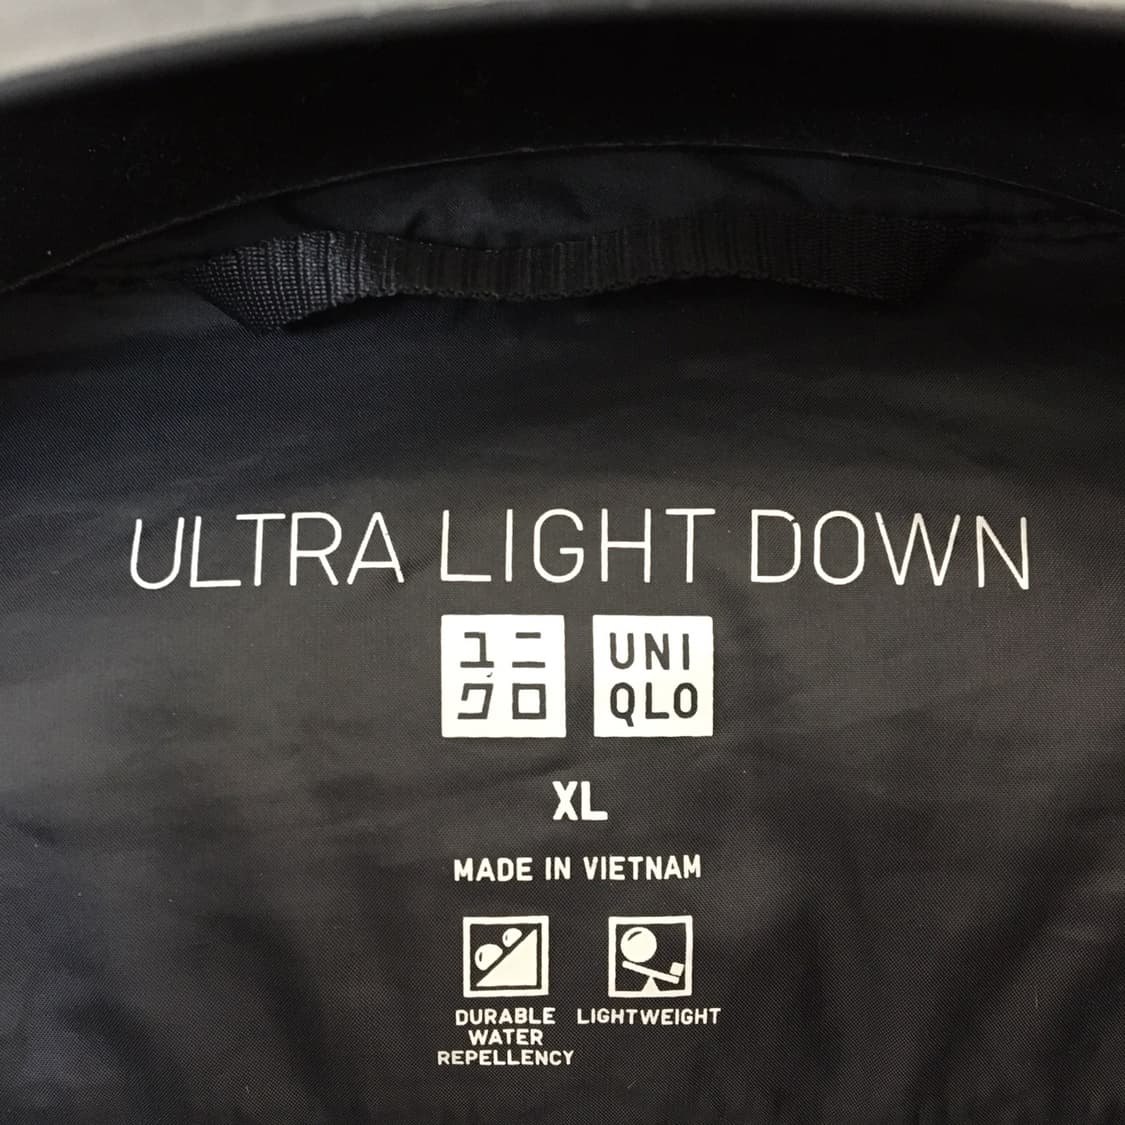 ULTRA LIGHT DOWN
ユニ
クロ
UNI
QLO
XL
MADE IN VIETNAM
DURABLE
WATER
REPELLENCY
LIGHTWEIGHT